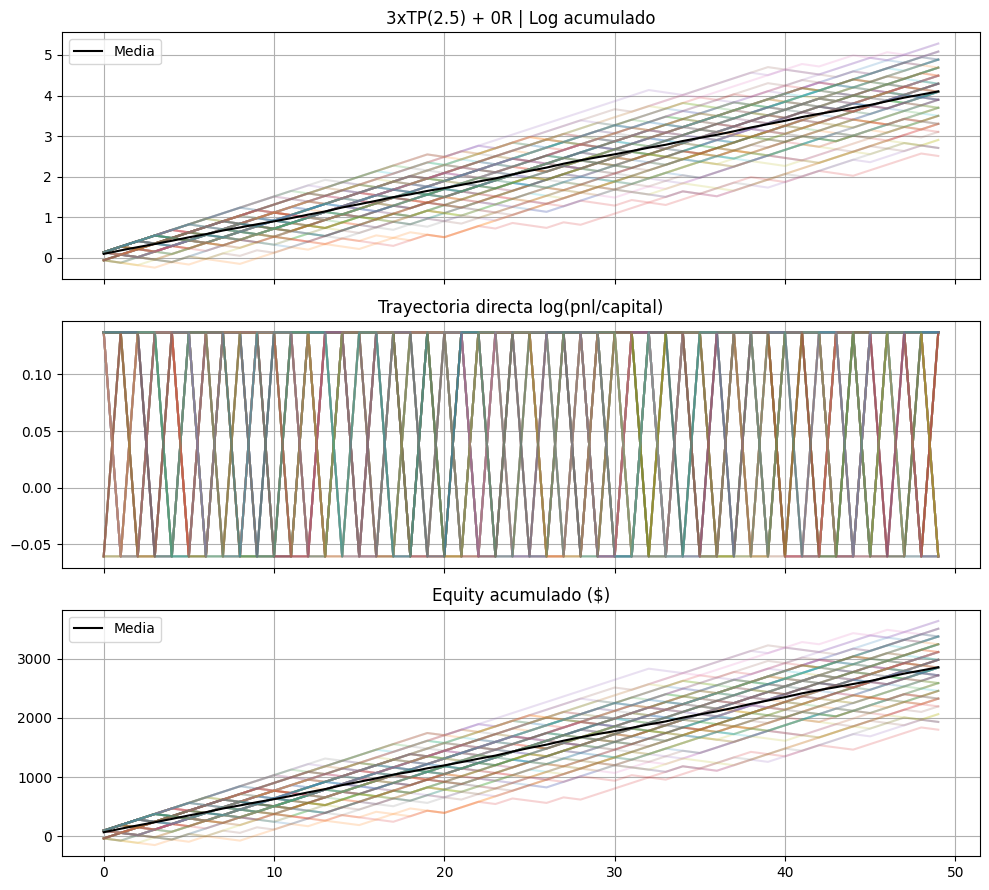 3xTP(2.5) + 0R | Log acumulado
Media
5
4
3
2
1
0
Trayectoria directa log(pnl/capital)
0.10
0.05
0.00
−0.05
Equity acumulado ($)
Media
3000
2000
1000
0
0 10 20 30 40 50